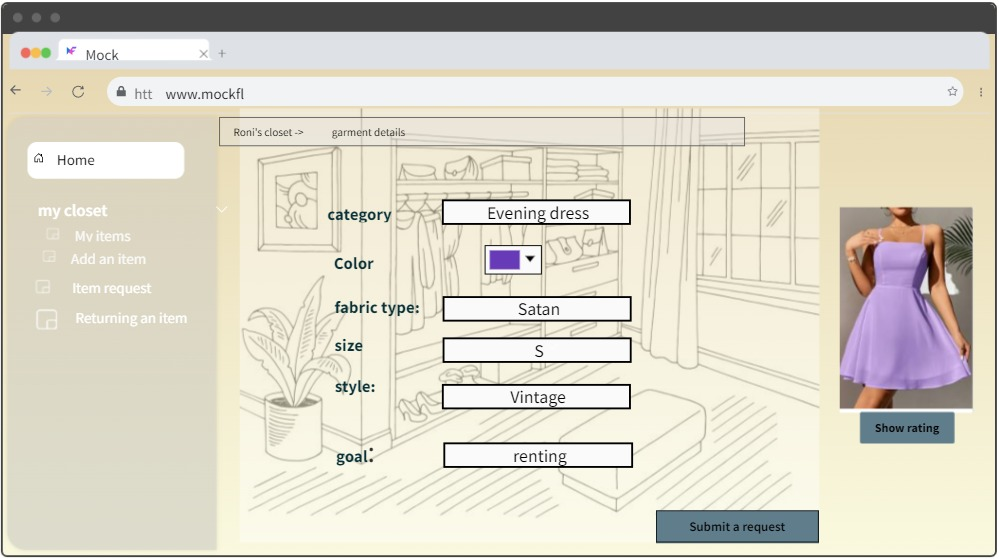 Mock
htt www.mockfl
Roni's closet -> garment details
Home
my closet
My items
Add an item
Item request
Returning an item
category Evening dress
Color
fabric type: Satan
size S
style: Vintage
goal: renting
Show rating
Submit a request